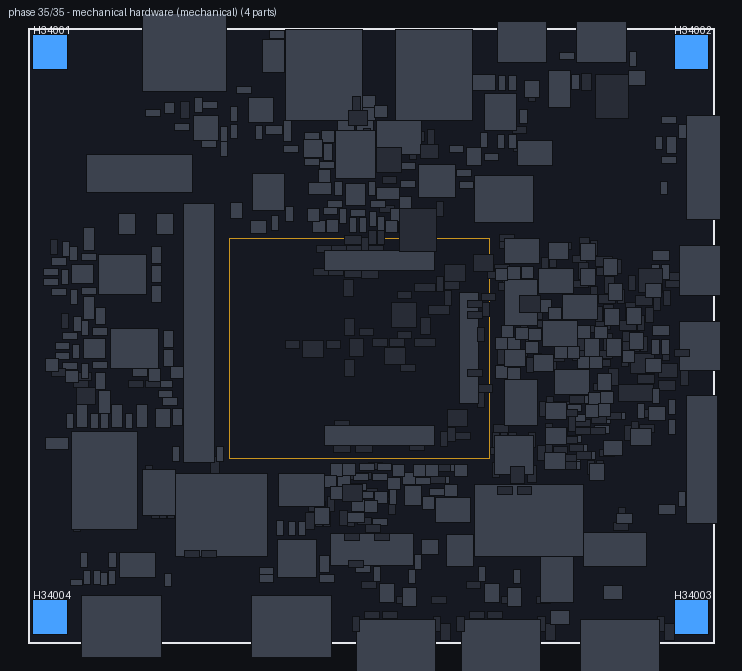 phase 35/35 - mechanical hardware (mechanical) (4 parts)
H34001
H34002
H34004
H34003